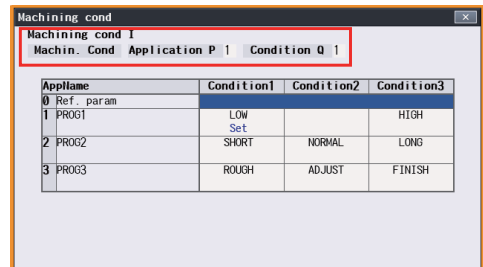 Machining cond
Machining cond I
Machin. Cond Application P 1 Condition Q 1
AppName Condition1 Condition2 Condition3
0 Ref. param
1 PROG1 LOW HIGH
Set
2 PROG2 SHORT NORMAL LONG
3 PROG3 ROUGH ADJUST FINISH